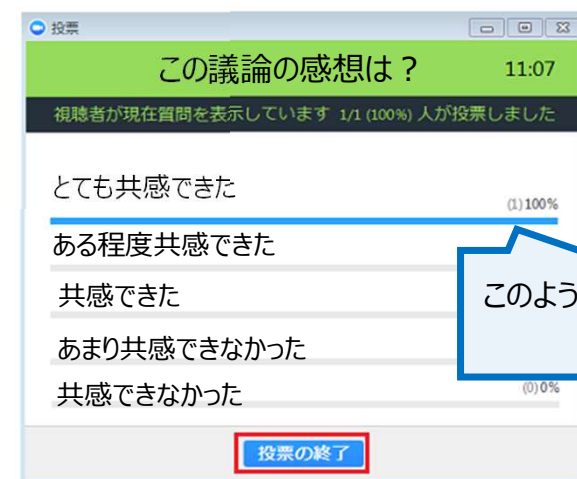 投票
この議論の感想は？ 11:07
視聴者が現在質問を表示しています 1/1 (100%) 人が投票しました
とても共感できた
(1) 100%
ある程度共感できた
共感できた
このよう
あまり共感できなかった
共感できなかった
(0) 0%
投票の終了